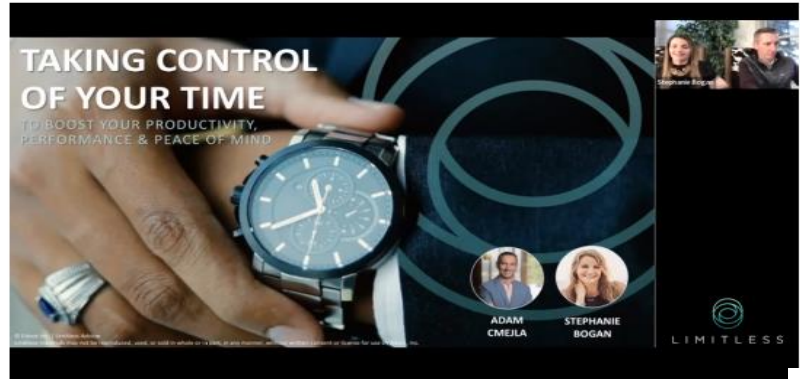 TAKING CONTROL
OF YOUR TIME
TO BOOST YOUR PRODUCTIVITY,
PERFORMANCE & PEACE OF MIND
Stephanie Bogan
ADAM
CMEJLA
STEPHANIE
BOGAN
LIMITLESS